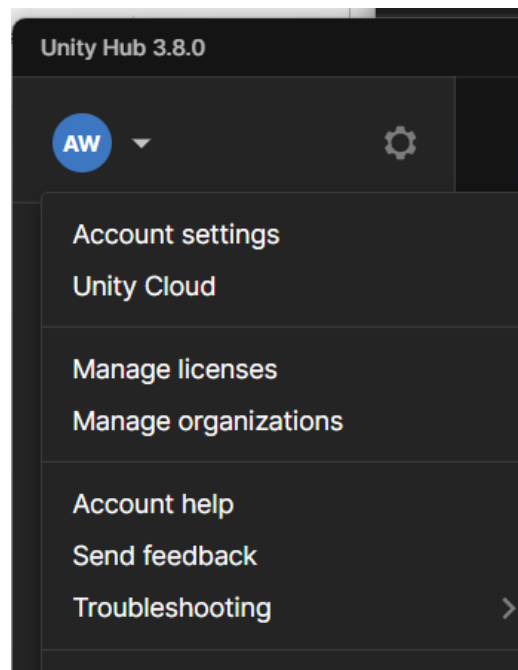 Unity Hub 3.8.0
AW
Account settings
Unity Cloud
Manage licenses
Manage organizations
Account help
Send feedback
Troubleshooting